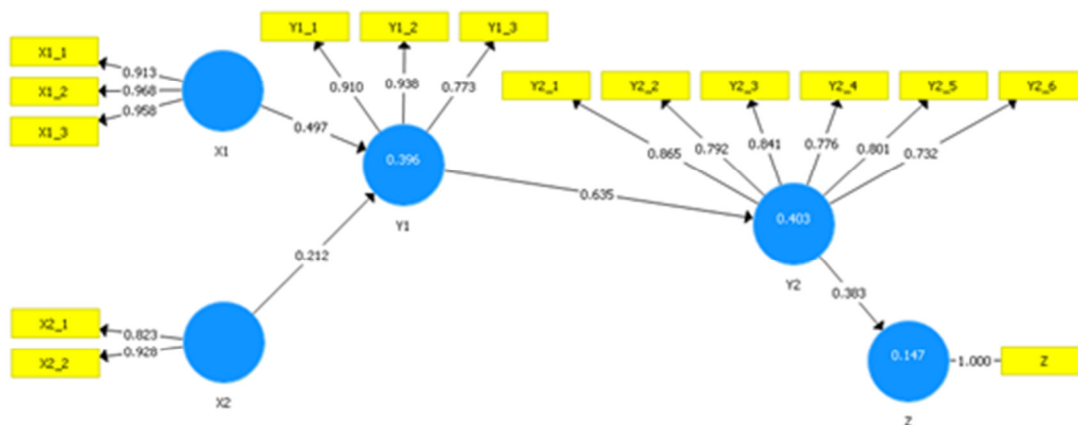 Y1_1
Y1_2
Y1_3
X1_1
X1_2
X1_3
0.913
0.968
0.958
X1
0.910
0.938
0.773
0.497
0.396
Y1
Y2_1
Y2_2
Y2_3
Y2_4
Y2_5
Y2_6
0.865
0.792
0.841
0.776
0.801
0.732
0.635
0.403
Y2
0.212
X2_1
X2_2
0.823
0.928
X2
0.383
0.147
1.000
Z
Z